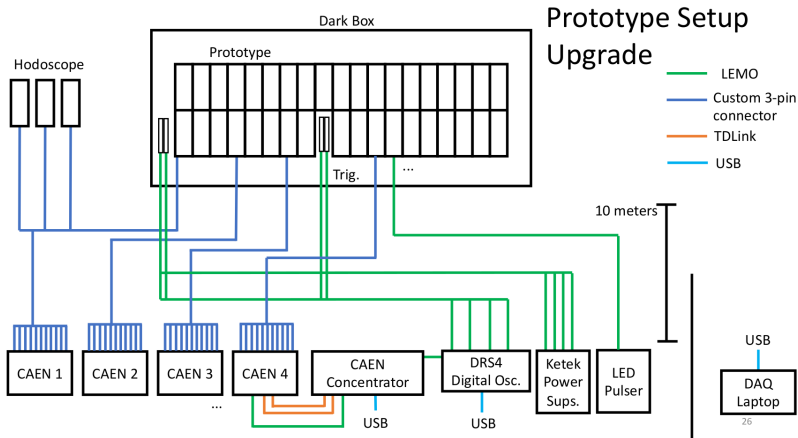 Prototype Setup
Upgrade
Dark Box
Prototype
Hodoscope
LEMO
Custom 3-pin
connector
TDLink
USB
...
Trig.
10 meters
CAEN 1
CAEN 2
CAEN 3
CAEN 4
CAEN
Concentrator
DRS4
Digital Osc.
Ketek
Power
Sups.
LED
Pulser
USB
DAQ
Laptop
...
USB
USB
26